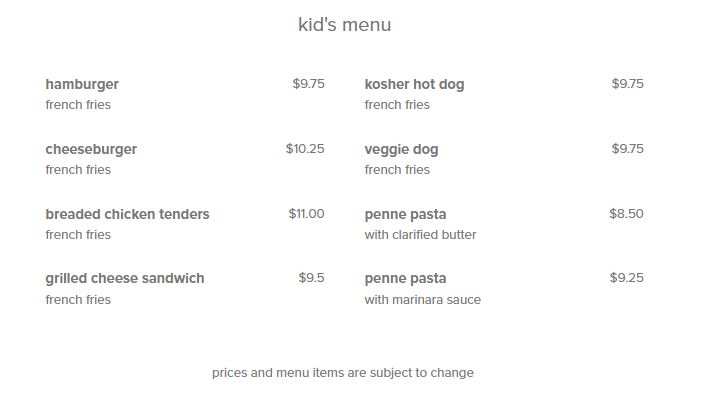 kid's menu
hamburger $9.75
french fries
cheeseburger $10.25
french fries
breaded chicken tenders $11.00
french fries
grilled cheese sandwich $9.5
french fries
kosher hot dog $9.75
french fries
veggie dog $9.75
french fries
penne pasta $8.50
with clarified butter
penne pasta $9.25
with marinara sauce
prices and menu items are subject to change